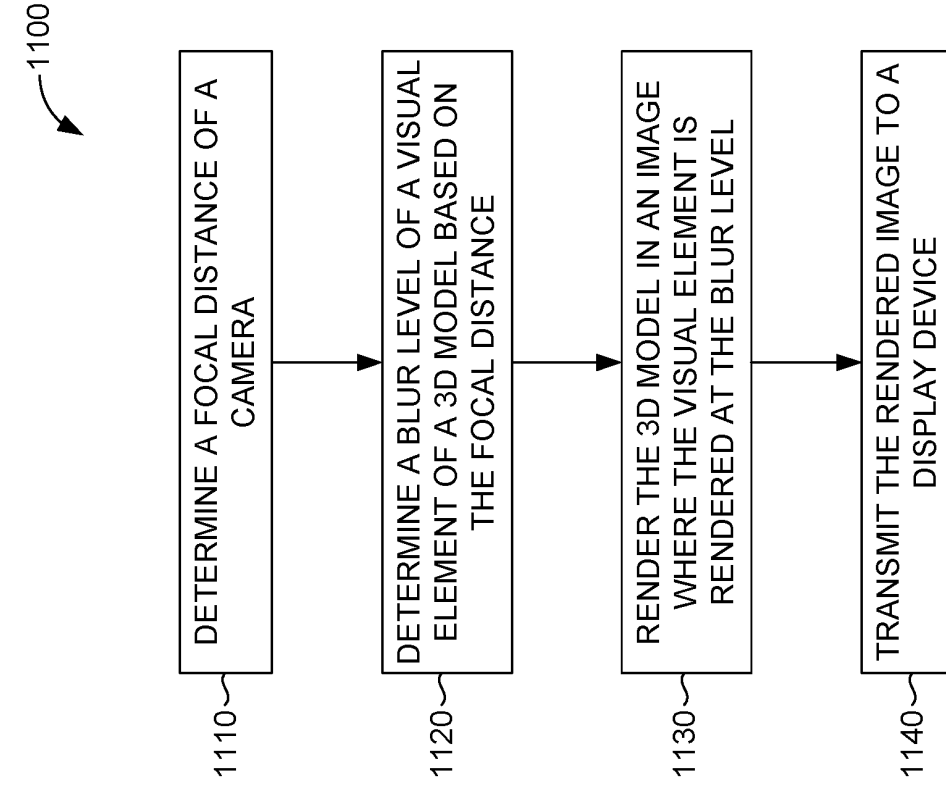 1100
1110
DETERMINE A FOCAL DISTANCE OF A
CAMERA
1120
DETERMINE A BLUR LEVEL OF A VISUAL
ELEMENT OF A 3D MODEL BASED ON
THE FOCAL DISTANCE
1130
RENDER THE 3D MODEL IN AN IMAGE
WHERE THE VISUAL ELEMENT IS
RENDERED AT THE BLUR LEVEL
1140
TRANSMIT THE RENDERED IMAGE TO A
DISPLAY DEVICE